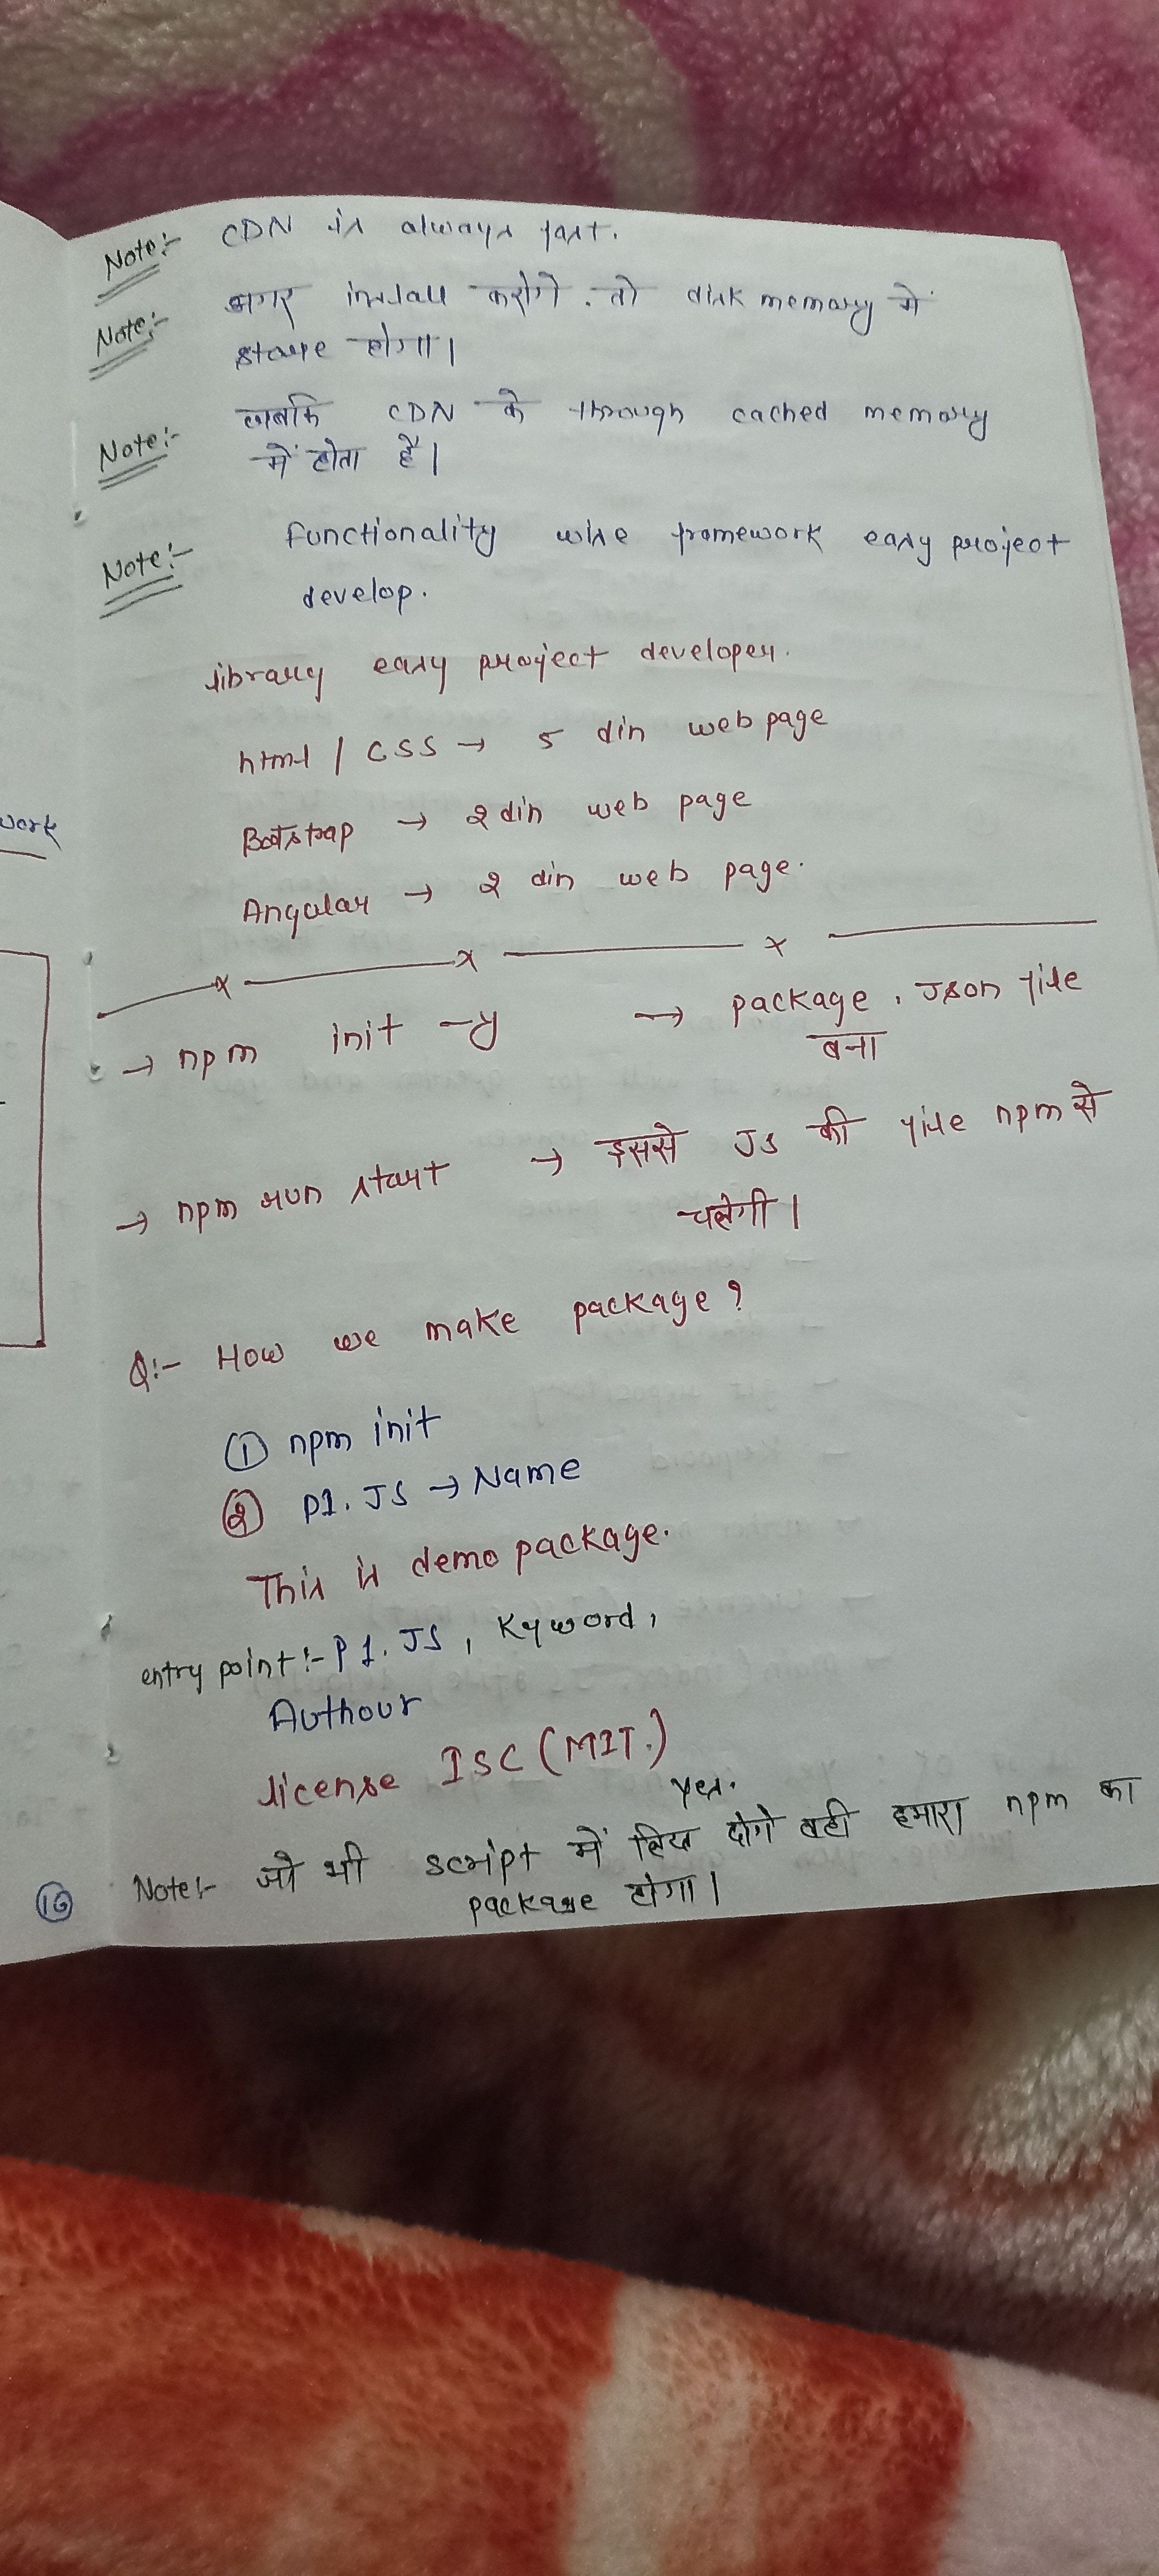 work
Note:- CDN is always fast.
Note:- अगर install करोगे. तो disk memory में
store होगा।
Note:- जबकि CDN के through cached memory
में होता है।
Note:- Functionality wise framework easy project
develop.
library easy project developer.
html / CSS → 5 din web page
Bootstrap → 2 din web page
Angular → 2 din web page.
→ npm init -y → package . Json file
बना
→ npm run start → इससे JS की file npm से
चलेगी।
Q:- How we make package?
① npm init
② P1. JS → Name
This is demo package.
entry point:- P1. JS, Kyword,
Authour
license ISC (MIT.)
yes.
Note:- जो भी script में लिख दोगे वही हमारा npm का
package होगा।
16